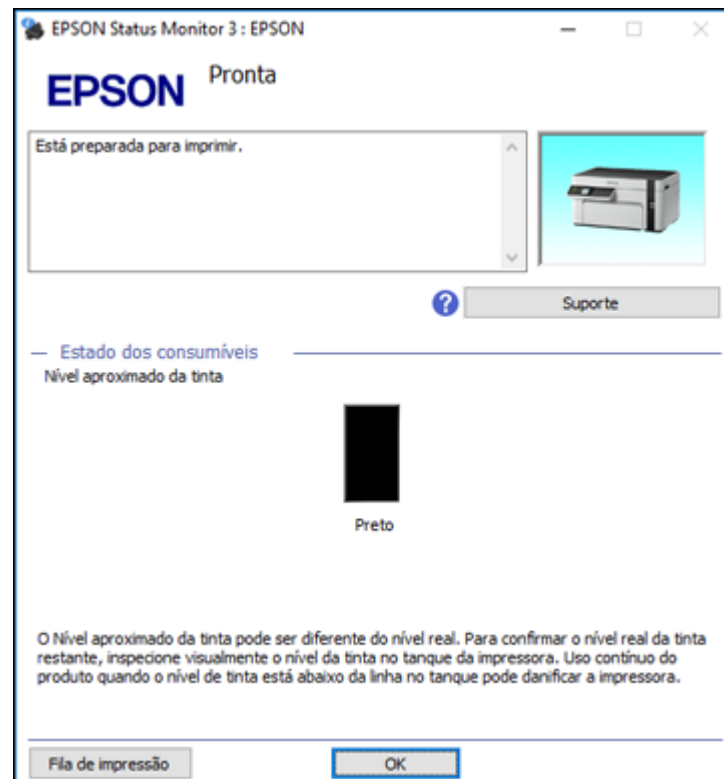 EPSON Status Monitor 3 : EPSON
EPSON
Pronta
Está preparada para imprimir.
?
Suporte
Estado dos consumíveis
Nível aproximado da tinta
Preto
O Nível aproximado da tinta pode ser diferente do nível real. Para confirmar o nível real da tinta
restante, inspecione visualmente o nível da tinta no tanque da impressora. Uso contínuo do
produto quando o nível de tinta está abaixo da linha no tanque pode danificar a impressora.
Fila de impressão
OK